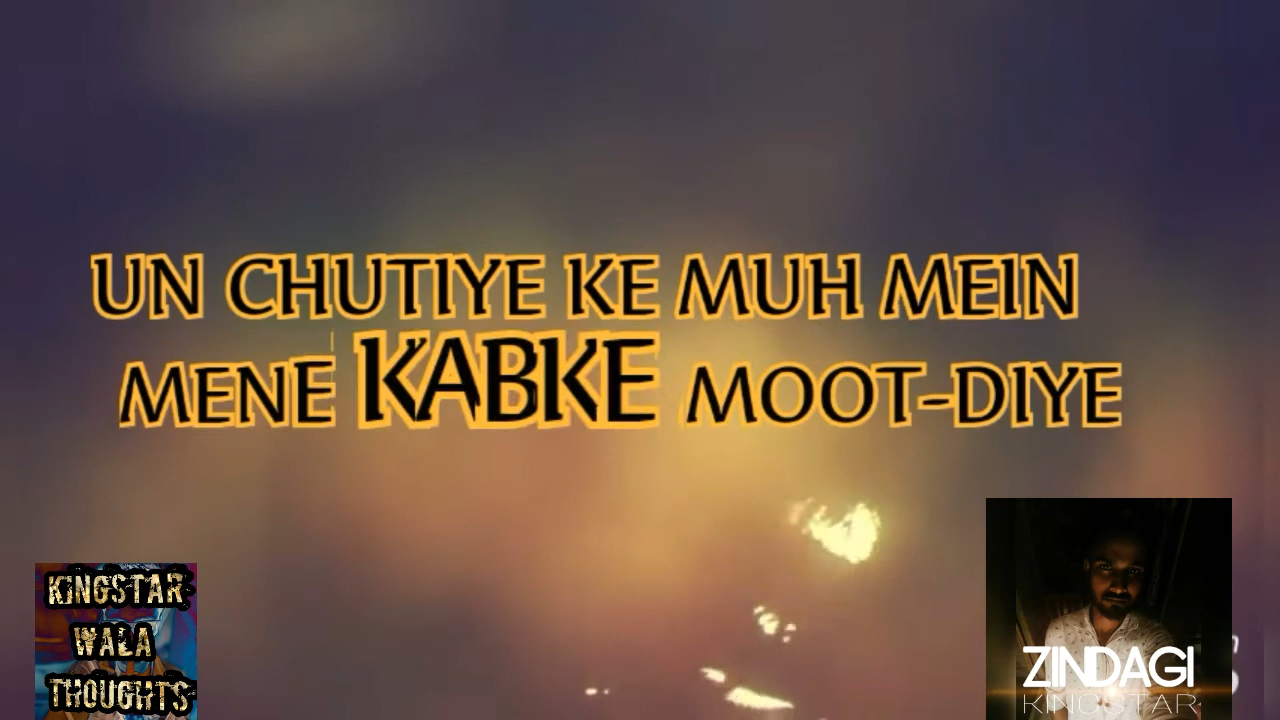 UN CHUTIYE KE MUH MEIN
MENE KABKE MOOT-DIYE
KINGSTAR
WALA
THOUGHTS
ZINDAGI
KINGSTAR